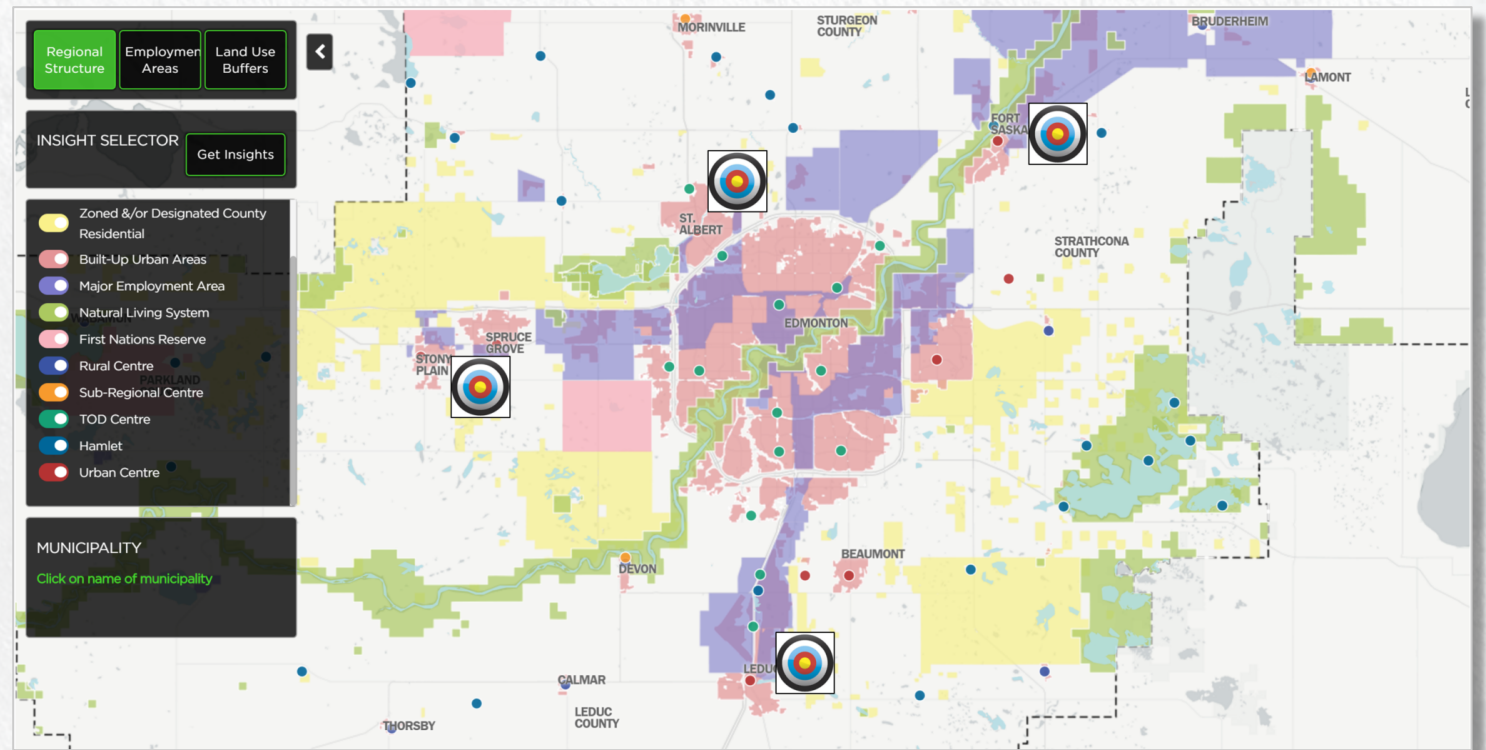 Regional
Structure
Employmen
Areas
Land Use
Buffers
INSIGHT SELECTOR
Get Insights
Zoned &/or Designated County
Residential
Built-Up Urban Areas
Major Employment Area
Natural Living System
First Nations Reserve
Rural Centre
Sub-Regional Centre
TOD Centre
Hamlet
Urban Centre
MUNICIPALITY
Click on name of municipality
MORINVILLE
STURGEON
COUNTY
BRUDERHEIM
LAMONT
FORT
SASKA
ST.
ALBERT
STRATHCONA
COUNTY
EDMONTON
SPRUCE
GROVE
STONY
PLAIN
PARKLAND
BEAUMONT
DEVON
LEDUC
CALMAR
LEDUC
COUNTY
THORSBY